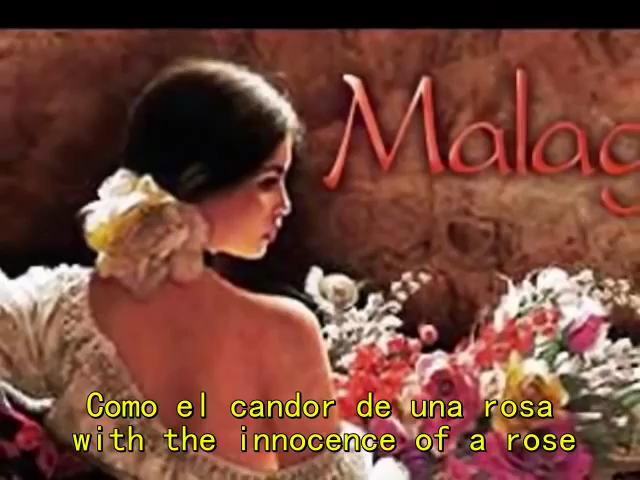 Malag
Como el candor de una rosa
with the innocence of a rose